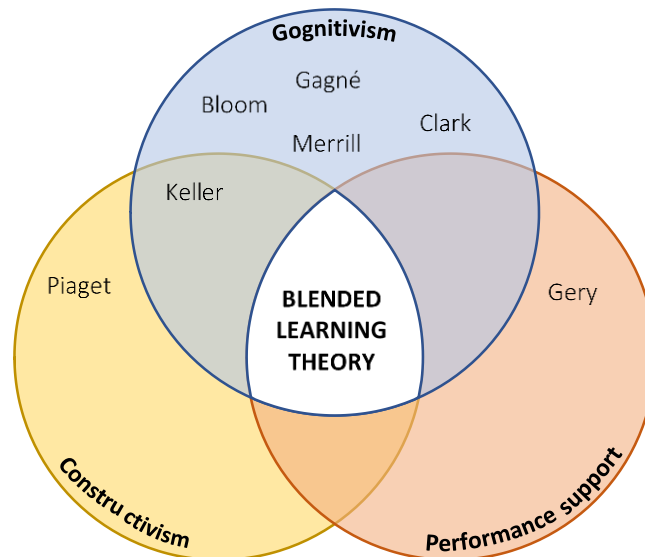 Gognitivism
Gagné
Bloom
Clark
Merrill
Keller
Piaget
Gery
BLENDED
LEARNING
THEORY
Constru ctivism
Performance support